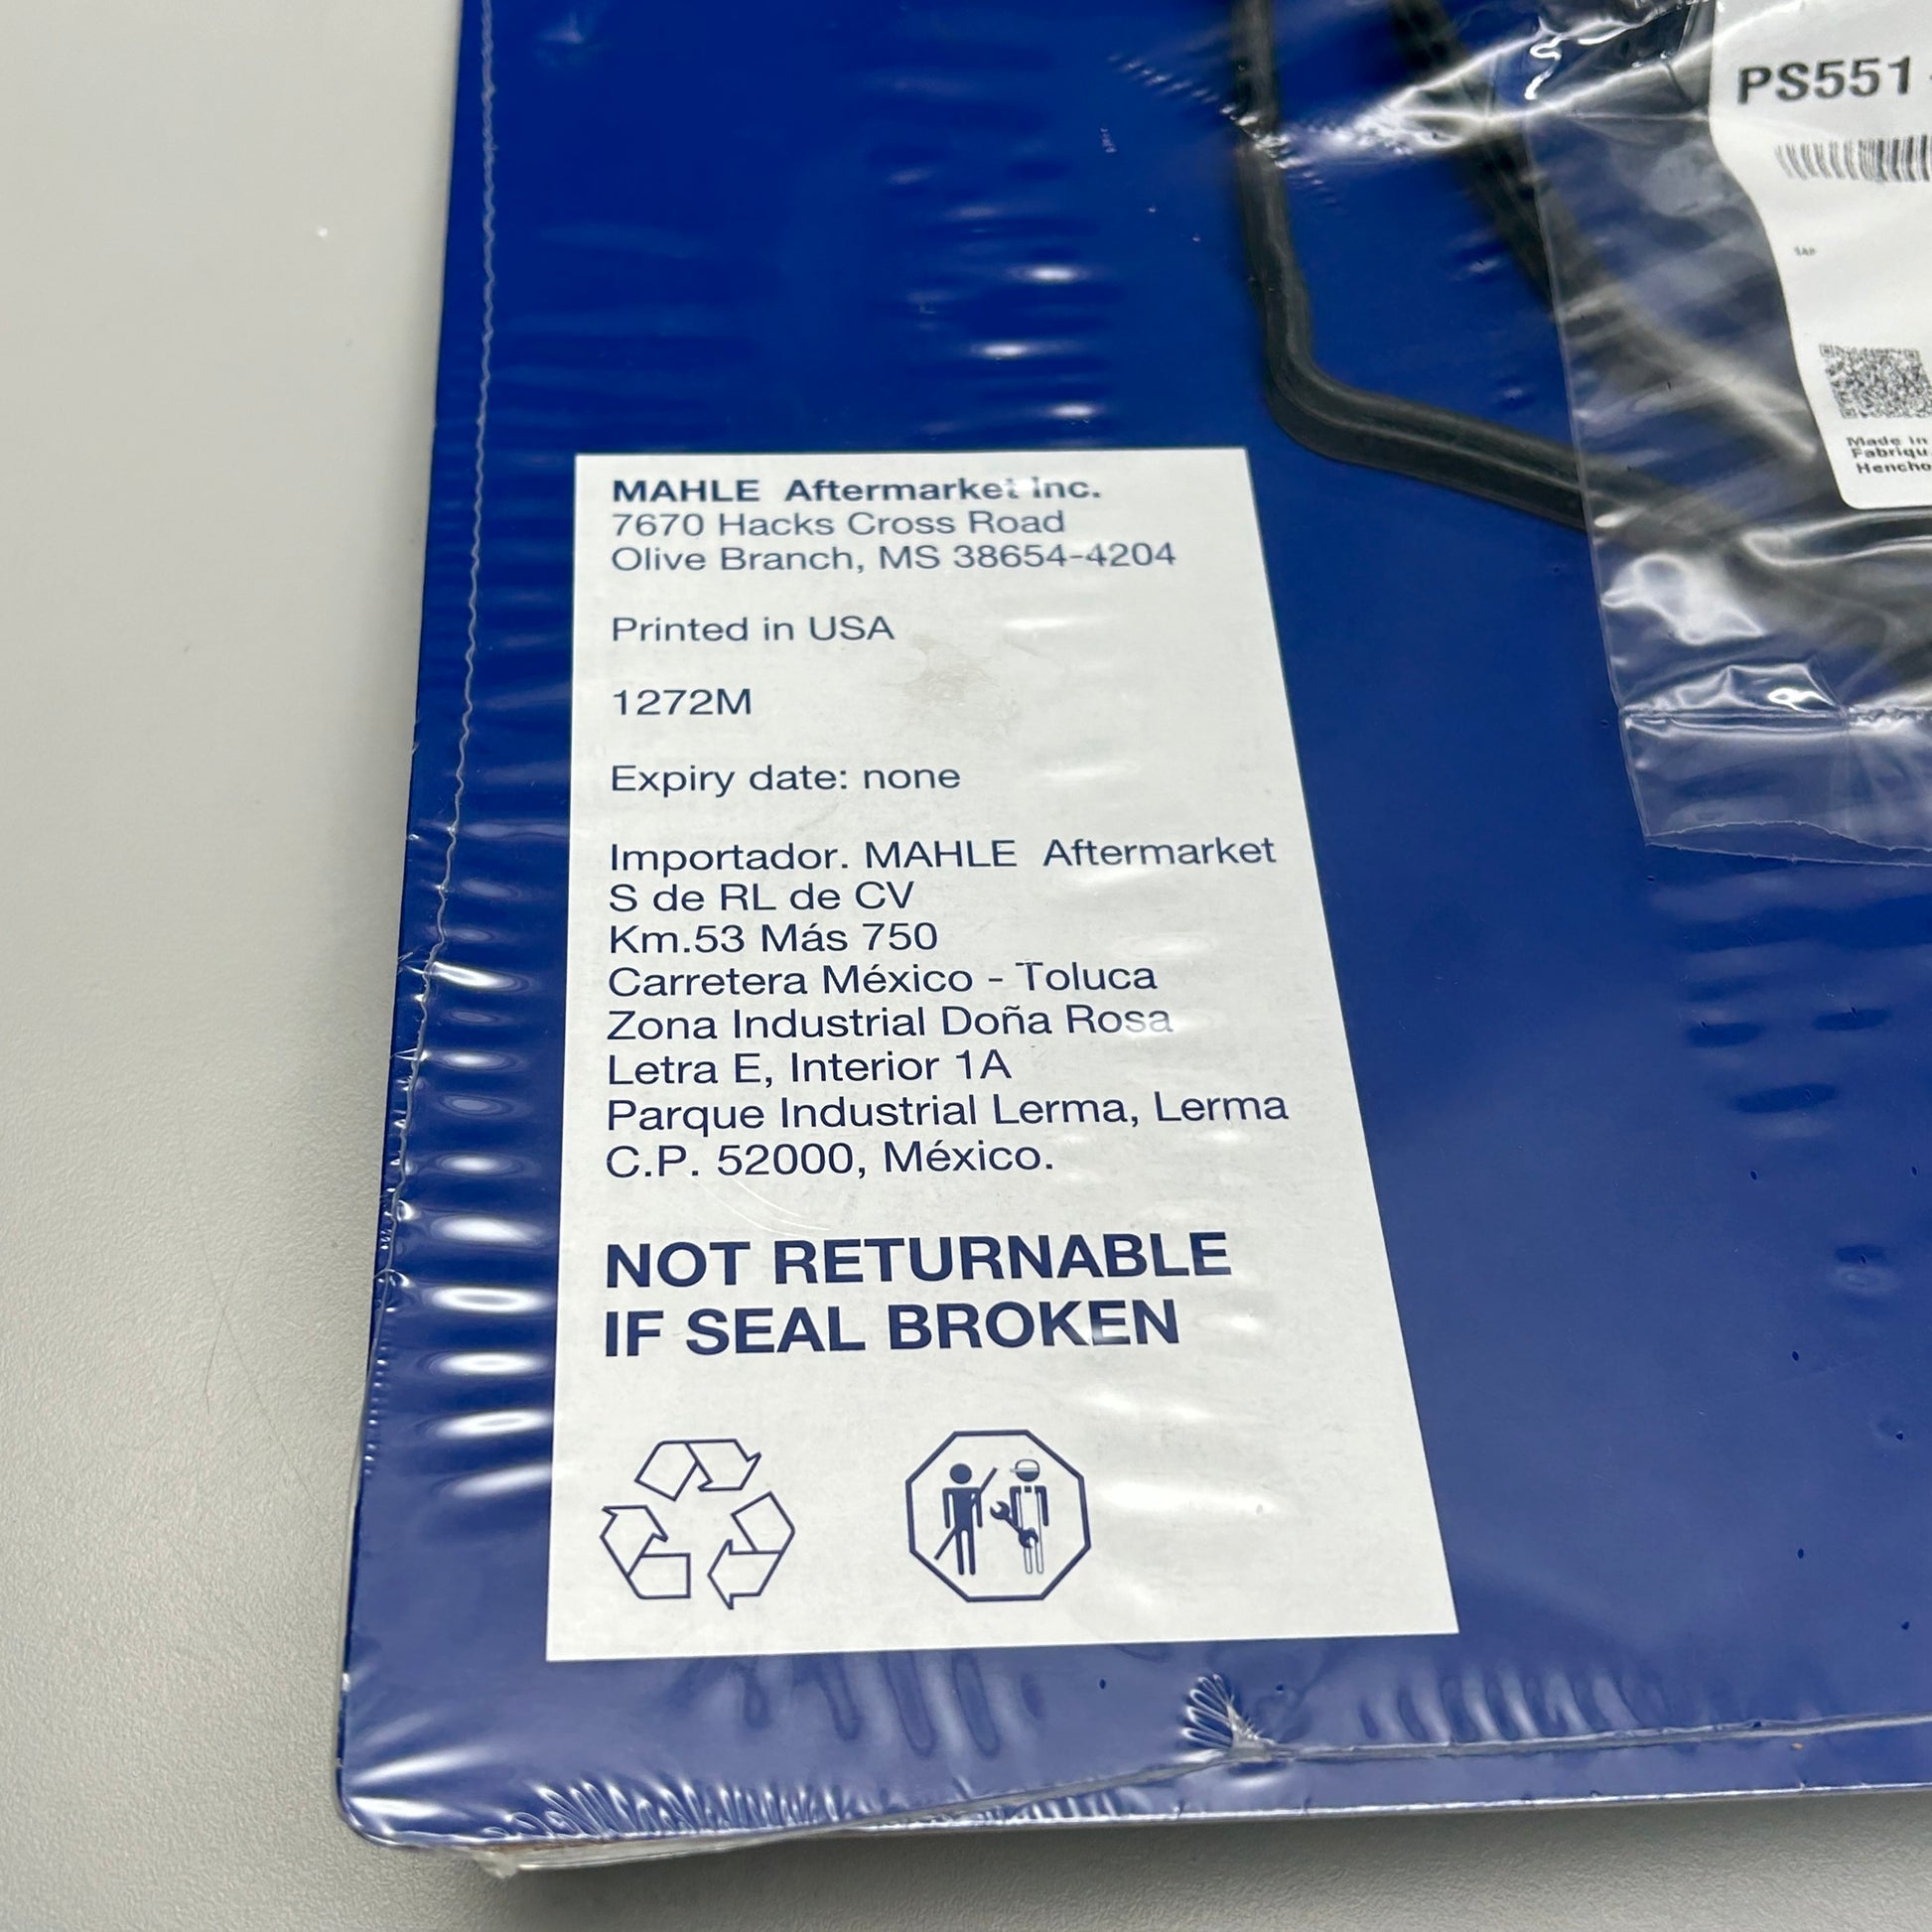 PS551
Made in
MAHLE Aftermarket Inc.
7670 Hacks Cross Road
Olive Branch, MS 38654-4204
Printed in USA
1272M
Expiry date: none
Importador. MAHLE Aftermarket
S de RL de CV
Km.53 Más 750
Carretera México - Toluca
Zona Industrial Doña Rosa
Letra E, Interior 1A
Parque Industrial Lerma, Lerma
C.P. 52000, México.
NOT RETURNABLE
IF SEAL BROKEN